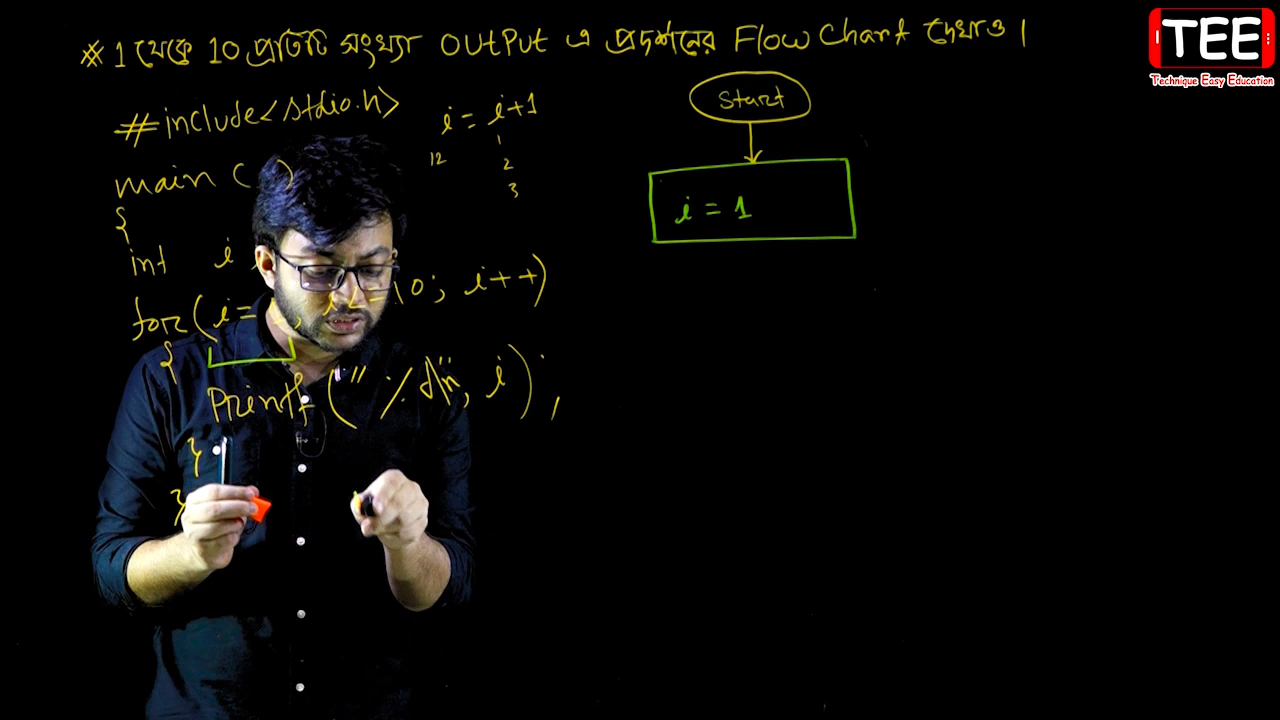 # 1 থেকে 10 প্রতিটি সংখ্যা OUTPUT এ প্রদর্শনের Flow Chart দেখাও।
TEE
Technique Easy Education
#include<stdio.h>
i = i+1
12
1
2
3
main ( )
{
int i
for(i= ; i<=10; i++)
{
Printf(" %d\n", i);
}
}
Start
i = 1